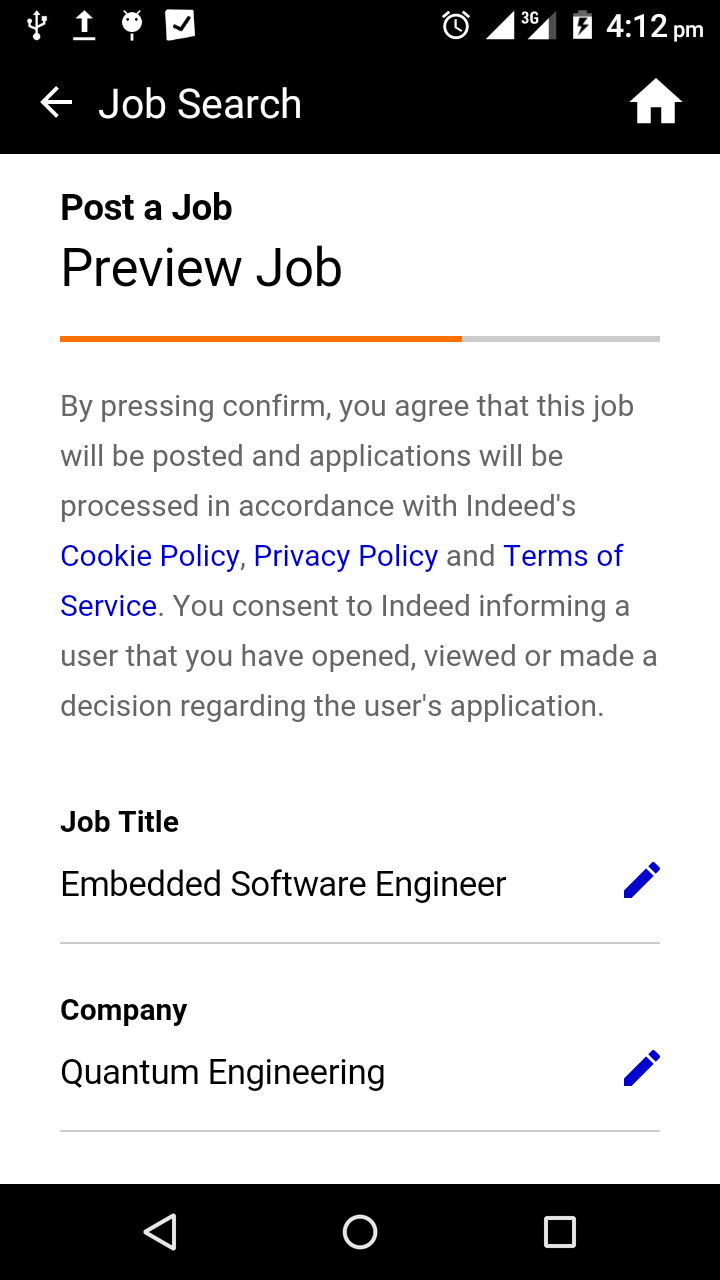 3G 4:12 pm
Job Search
Post a Job
Preview Job
By pressing confirm, you agree that this job
will be posted and applications will be
processed in accordance with Indeed's
Cookie Policy, Privacy Policy and Terms of
Service. You consent to Indeed informing a
user that you have opened, viewed or made a
decision regarding the user's application.
Job Title
Embedded Software Engineer
Company
Quantum Engineering